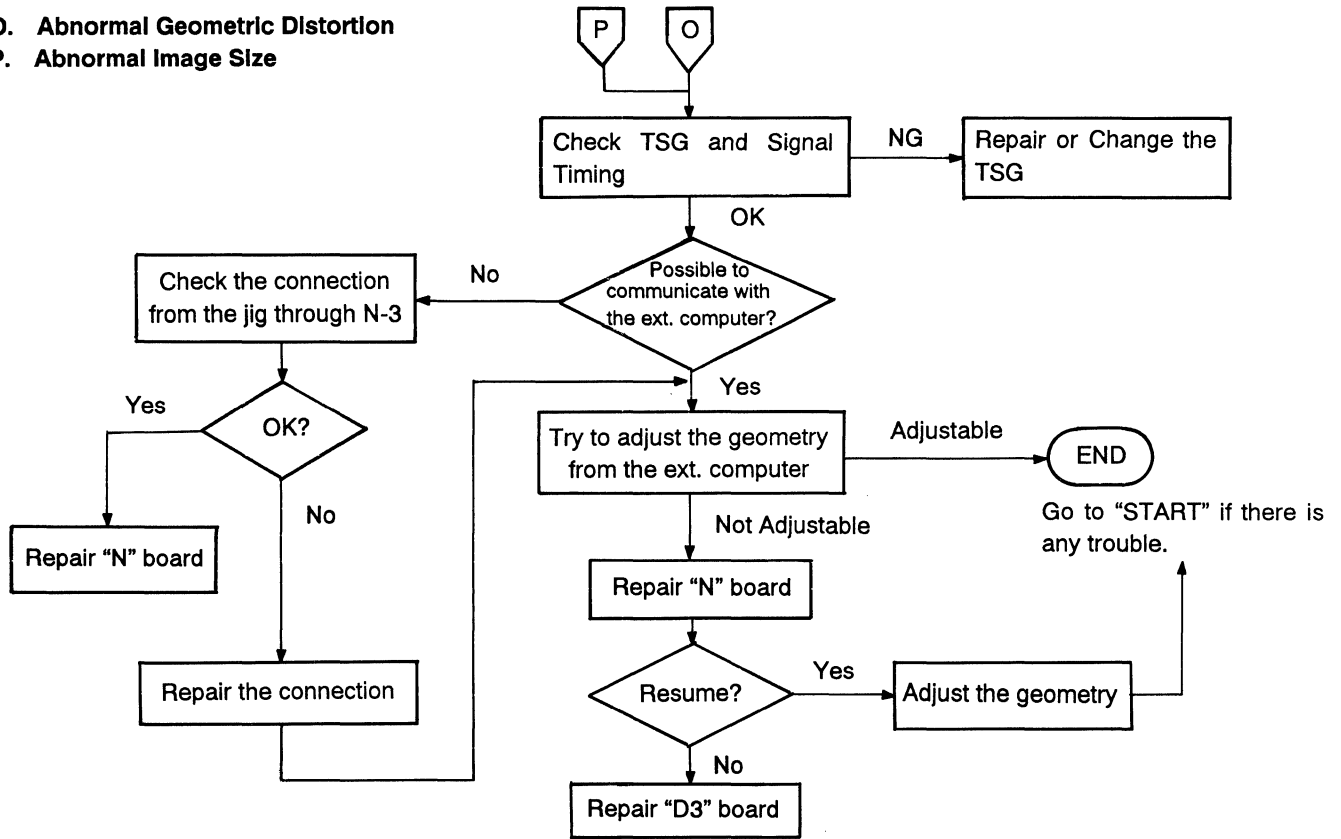 O. Abnormal Geometric Distortion
P. Abnormal Image Size
P
O
Check TSG and Signal
Timing
NG
Repair or Change the
TSG
OK
Possible to
communicate with
the ext. computer?
No
Check the connection
from the jig through N-3
Yes
OK?
Yes
Try to adjust the geometry
from the ext. computer
Adjustable
END
No
Go to “START” if there is
any trouble.
Not Adjustable
Repair “N” board
Repair “N” board
Repair the connection
Resume?
Yes
Adjust the geometry
No
Repair “D3” board